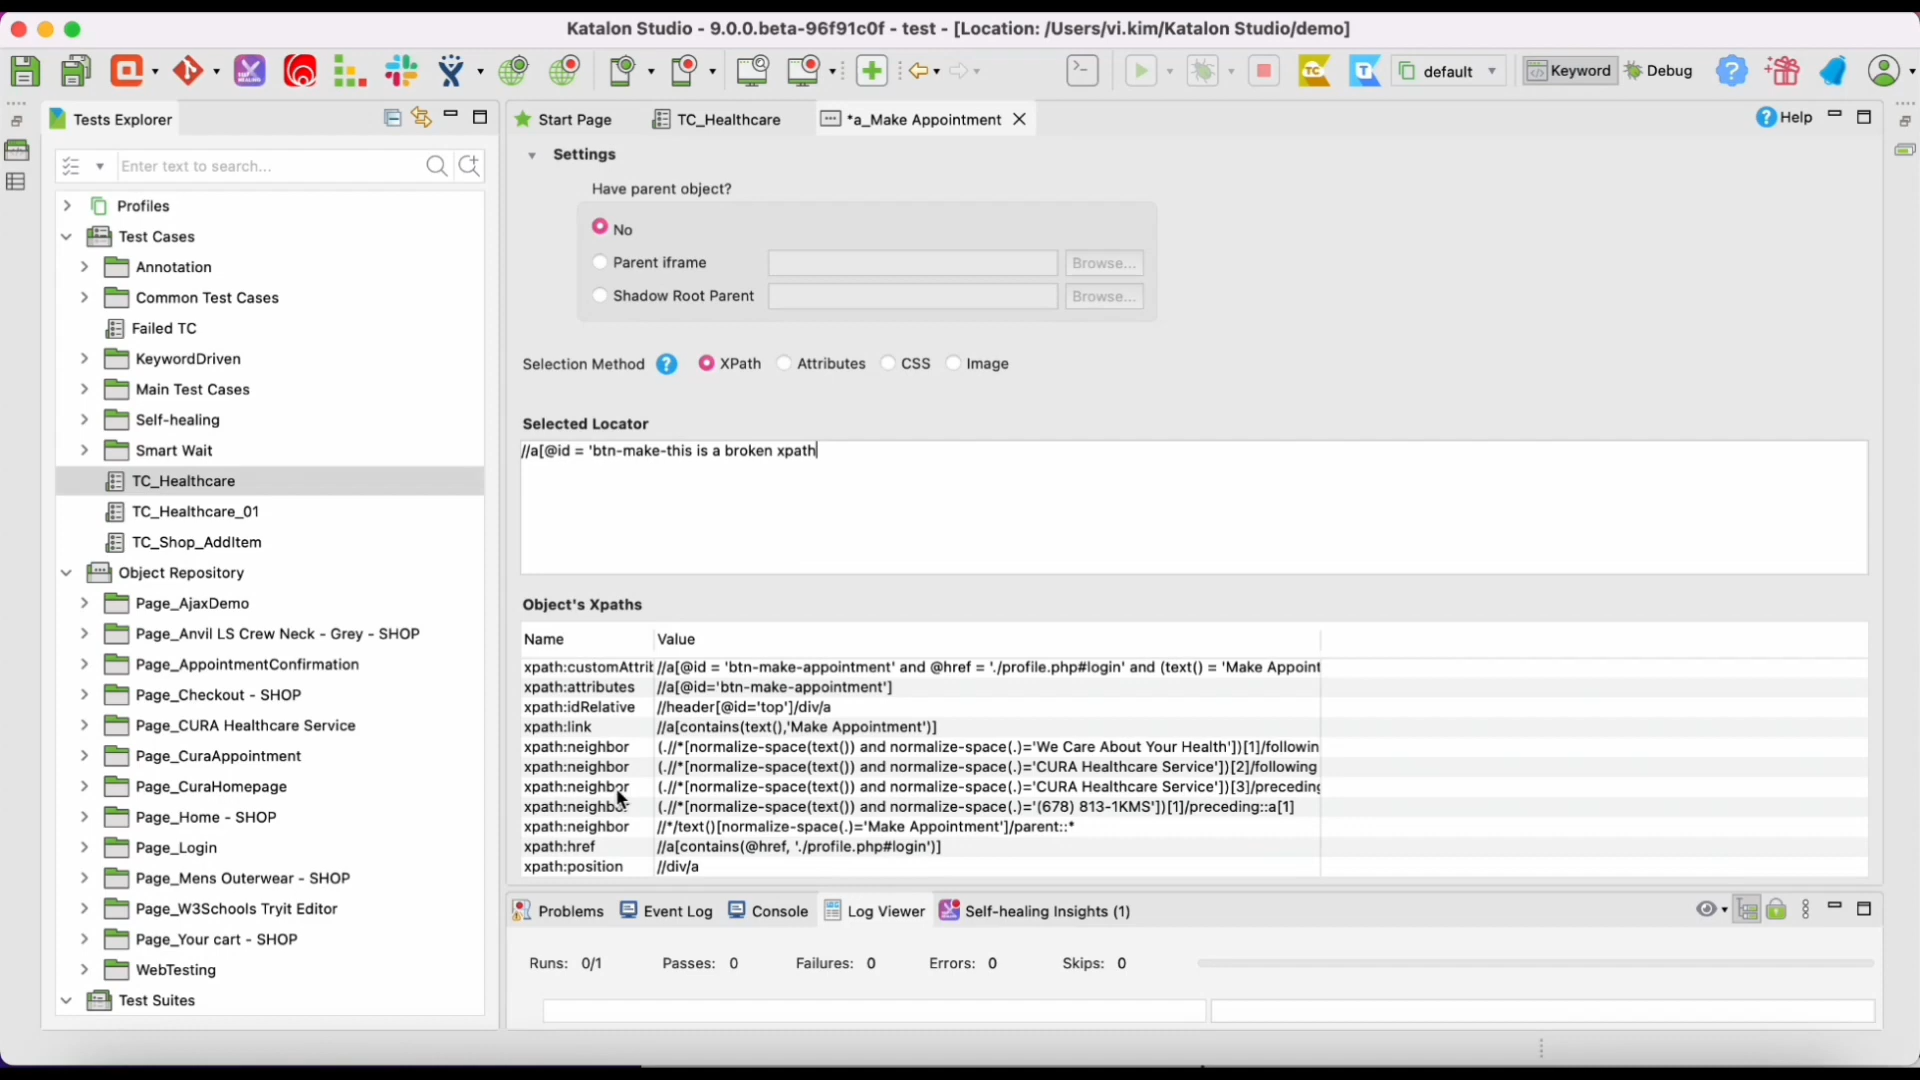 Katalon Studio - 9.0.0.beta-96f91c0f - test - [Location: /Users/vi.kim/Katalon Studio/demo]
default
Keyword
Debug
Tests Explorer
Start Page
TC_Healthcare
*a_Make Appointment
Help
Enter text to search...
Profiles
Test Cases
Annotation
Common Test Cases
Failed TC
KeywordDriven
Main Test Cases
Self-healing
Smart Wait
TC_Healthcare
TC_Healthcare_01
TC_Shop_AddItem
Object Repository
Page_AjaxDemo
Page_Anvil LS Crew Neck - Grey - SHOP
Page_AppointmentConfirmation
Page_Checkout - SHOP
Page_CURA Healthcare Service
Page_CuraAppointment
Page_CuraHomepage
Page_Home - SHOP
Page_Login
Page_Mens Outerwear - SHOP
Page_W3Schools Tryit Editor
Page_Your cart - SHOP
WebTesting
Test Suites
Settings
Have parent object?
No
Parent iframe
Browse...
Shadow Root Parent
Browse...
Selection Method ? XPath Attributes CSS Image
Selected Locator
//a[@id = 'btn-make-this is a broken xpath
Object's Xpaths
Name Value
xpath:customAttrib //a[@id = 'btn-make-appointment' and @href = './profile.php#login' and (text() = 'Make Appoint
xpath:attributes //a[@id='btn-make-appointment']
xpath:idRelative //header[@id='top']/div/a
xpath:link //a[contains(text(),'Make Appointment')]
xpath:neighbor (.//*[normalize-space(text()) and normalize-space(.)='We Care About Your Health'])[1]/followin
xpath:neighbor (.//*[normalize-space(text()) and normalize-space(.)='CURA Healthcare Service'])[2]/following
xpath:neighbor (.//*[normalize-space(text()) and normalize-space(.)='CURA Healthcare Service'])[3]/preceding
xpath:neighbor (.//*[normalize-space(text()) and normalize-space(.)='(678) 813-1KMS'])[1]/preceding::a[1]
xpath:neighbor //*/text()[normalize-space(.)='Make Appointment']/parent::*
xpath:href //a[contains(@href, './profile.php#login')]
xpath:position //div/a
Problems
Event Log
Console
Log Viewer
Self-healing Insights (1)
Runs: 0/1 Passes: 0 Failures: 0 Errors: 0 Skips: 0